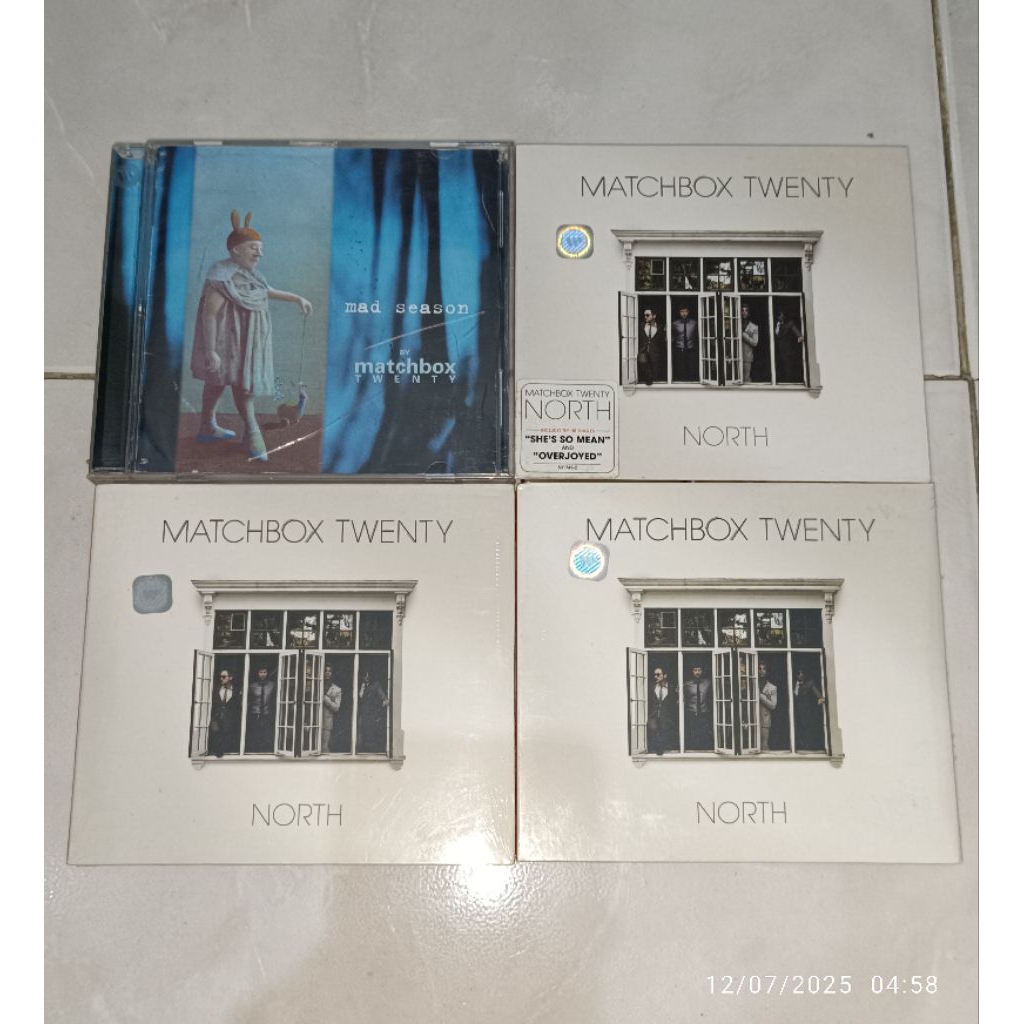 mad season
BY
matchbox
TWENTY
MATCHBOX TWENTY
NORTH
MATCHBOX TWENTY
NORTH
"SHE'S SO MEAN"
AND
"OVERJOYED"
MATCHBOX TWENTY
NORTH
MATCHBOX TWENTY
NORTH
12/07/2025 04:58